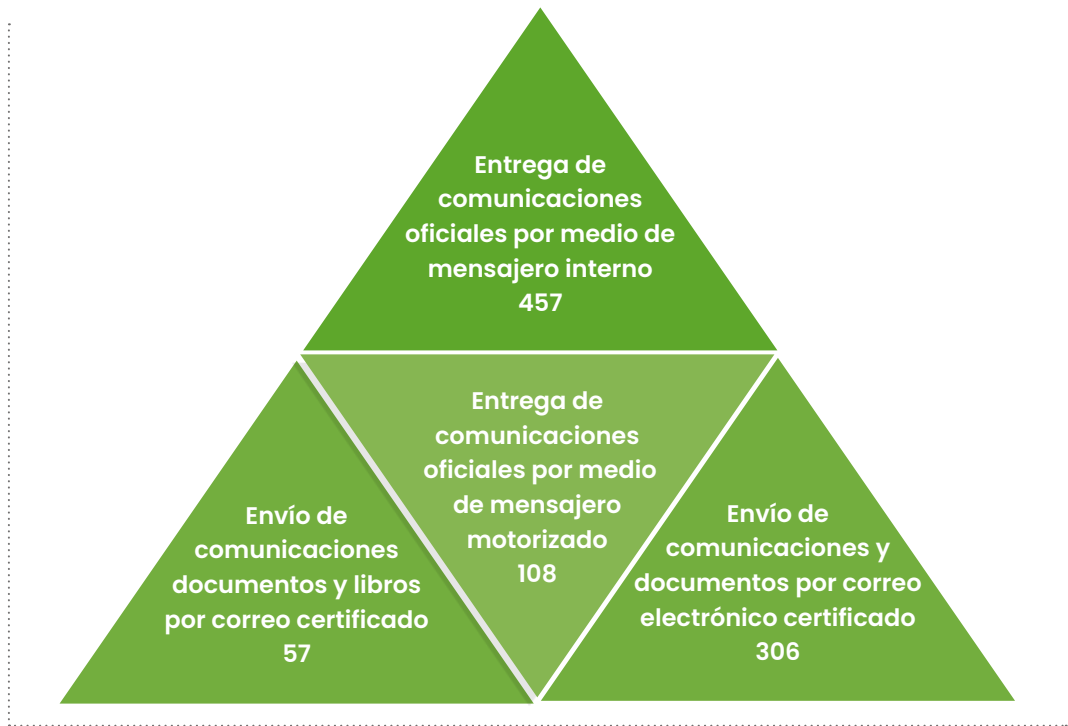 Entrega de
comunicaciones
oficiales por medio de
mensajero interno
457
Entrega de
comunicaciones
oficiales por medio
de mensajero
motorizado
108
Envío de
comunicaciones
documentos y libros
por correo certificado
57
Envío de
comunicaciones y
documentos por correo
electrónico certificado
306